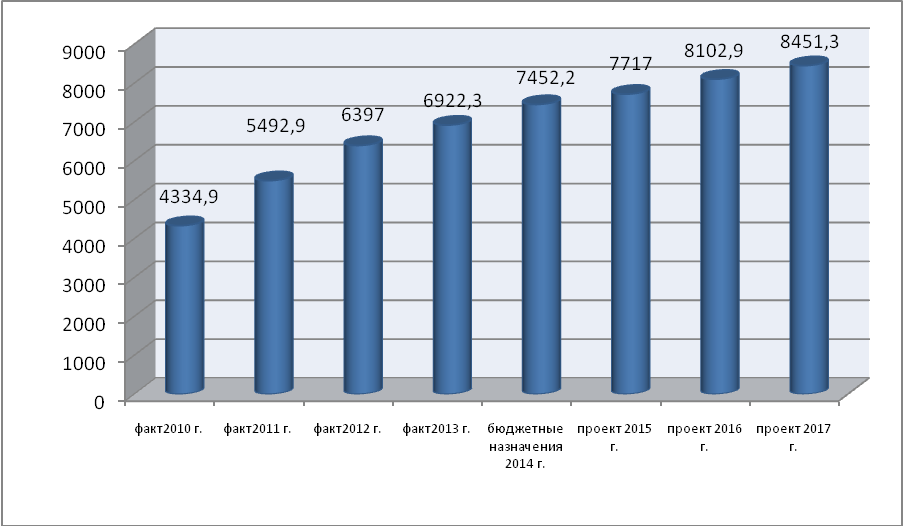 9000
8000
7000
6000
5000
4000
3000
2000
1000
0
4334,9
5492,9
6397
6922,3
7452,2
7717
8102,9
8451,3
факт2010 г.
факт2011 г.
факт2012 г.
факт2013 г.
бюджетные
назначения
2014 г.
проект 2015
г.
проект 2016
г.
проект 2017
г.